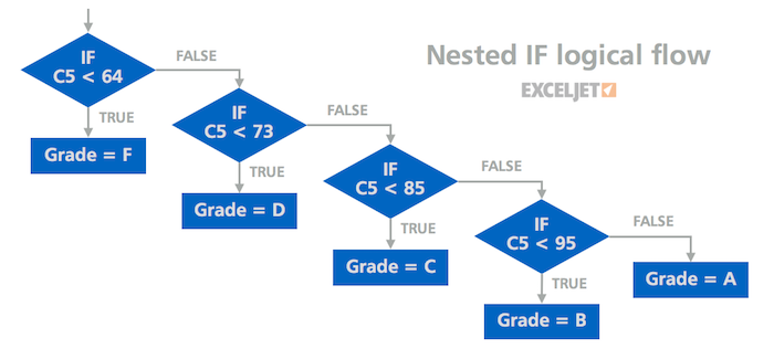 Nested IF logical flow
EXCELJET
IF
C5 < 64
FALSE
TRUE
Grade = F
IF
C5 < 73
FALSE
TRUE
Grade = D
IF
C5 < 85
FALSE
TRUE
Grade = C
IF
C5 < 95
FALSE
TRUE
Grade = B
Grade = A